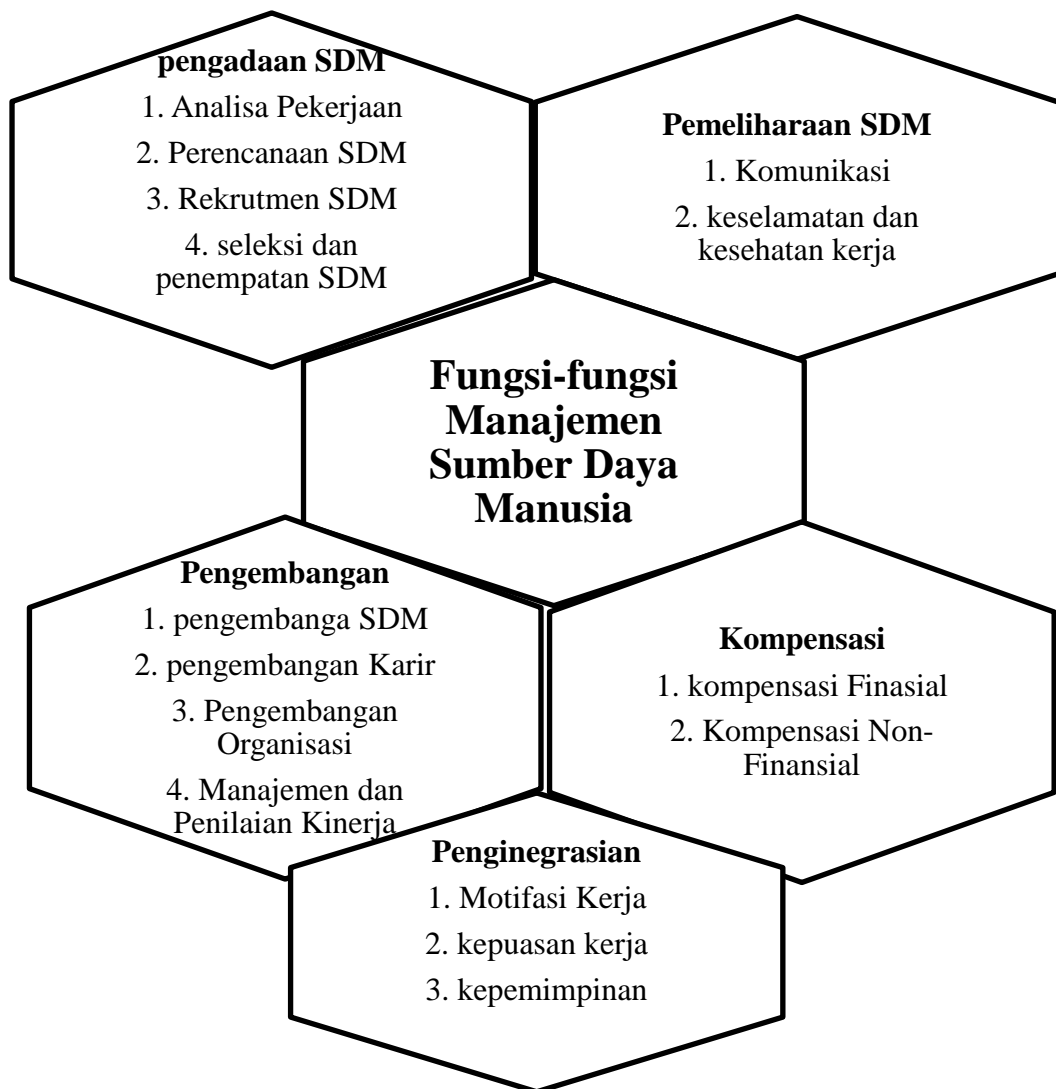 pengadaan SDM
1. Analisa Pekerjaan
2. Perencanaan SDM
3. Rekrutmen SDM
4. seleksi dan
penempatan SDM
Pemeliharaan SDM
1. Komunikasi
2. keselamatan dan
kesehatan kerja
Fungsi-fungsi
Manajemen
Sumber Daya
Manusia
Pengembangan
1. pengembanga SDM
2. pengembangan Karir
3. Pengembangan
Organisasi
4. Manajemen dan
Penilaian Kinerja
Kompensasi
1. kompensasi Finasial
2. Kompensasi Non-
Finansial
Penginegrasian
1. Motifasi Kerja
2. kepuasan kerja
3. kepemimpinan